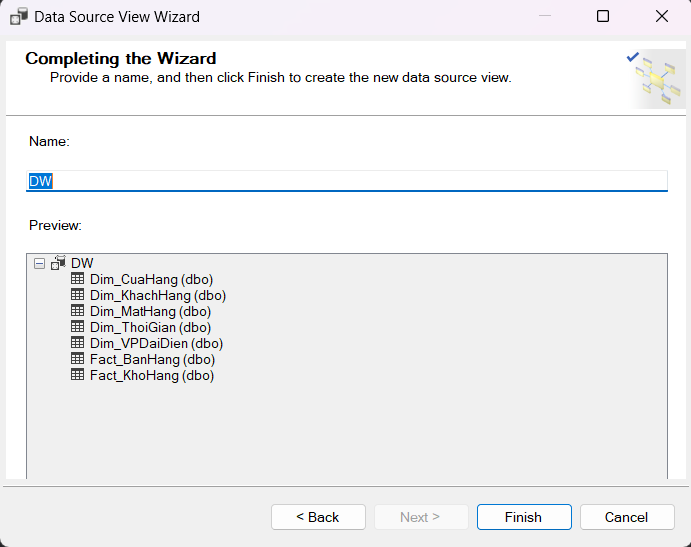 Data Source View Wizard
Completing the Wizard
Provide a name, and then click Finish to create the new data source view.
Name:
DW
Preview:
DW
Dim_CuaHang (dbo)
Dim_KhachHang (dbo)
Dim_MatHang (dbo)
Dim_ThoiGian (dbo)
Dim_VPDaiDien (dbo)
Fact_BanHang (dbo)
Fact_KhoHang (dbo)
< Back
Next >
Finish
Cancel